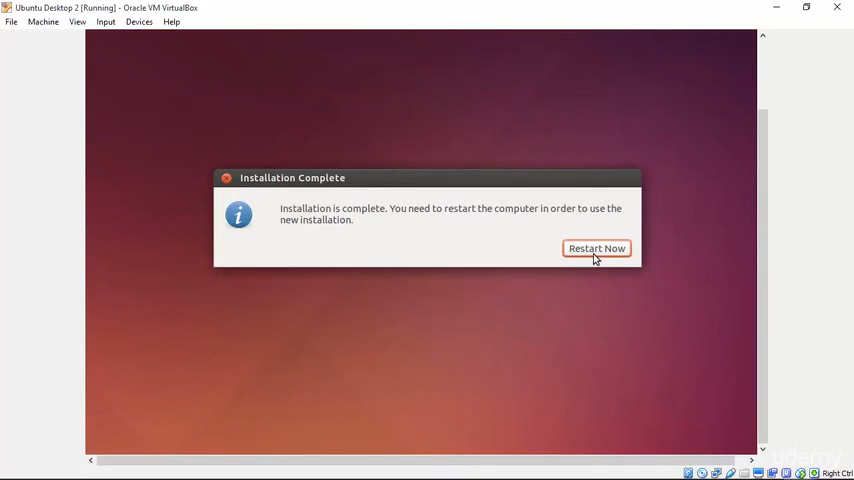 Ubuntu Desktop 2 [Running] - Oracle VM VirtualBox
File Machine View Input Devices Help
Installation Complete
Installation is complete. You need to restart the computer in order to use the
new installation.
Restart Now
udemy
Right Ctrl